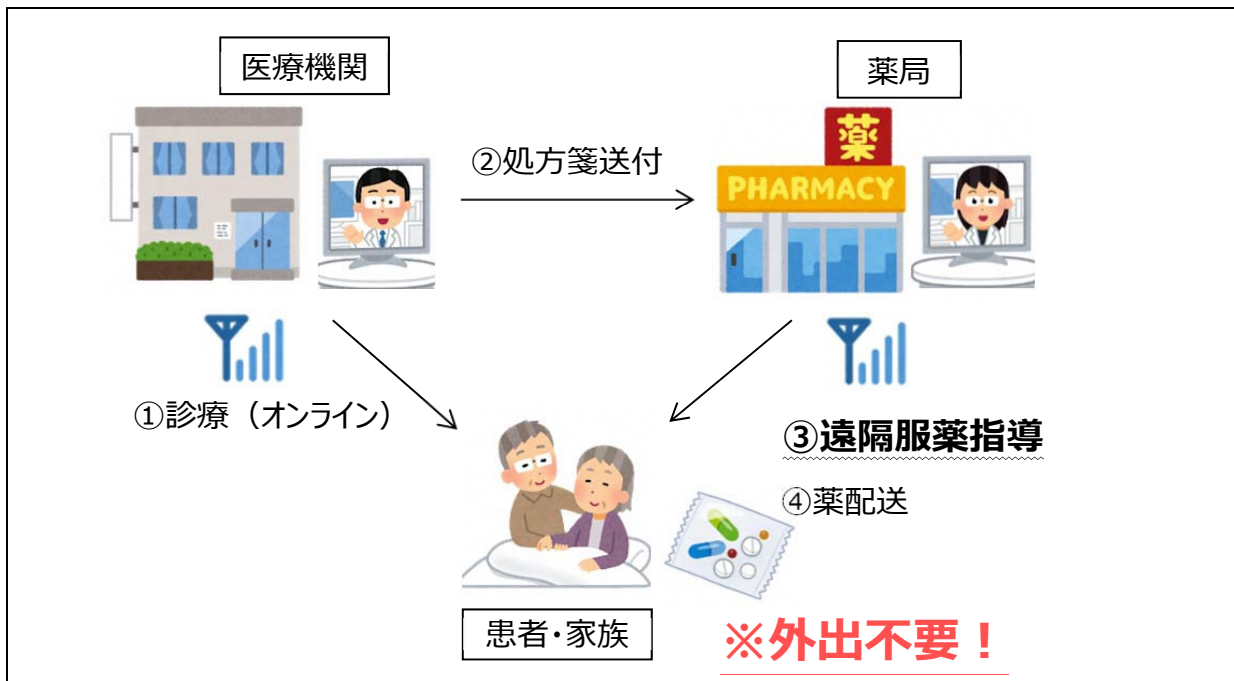 医療機関
薬局
②処方箋送付
薬
PHARMACY
①診療（オンライン）
③遠隔服薬指導
④薬配送
患者・家族
※外出不要！